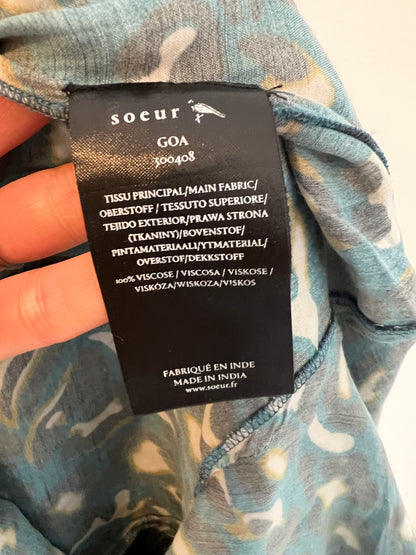 soeur
GOA
500408
TISSU PRINCIPAL/MAIN FABRIC/
OBERSTOFF / TESSUTO SUPERIORE/
TEJIDO EXTERIOR/PRAWA STRONA
(TKANINY)/BOVENSTOF/
PINTAMATERIAALI/YTMATERIAL/
OVERSTOF/DEKKSTOFF
100% VISCOSE / VISCOSA / VISKOSE /
VISKÓZA/WISKOZA/VISKOS
FABRIQUÉ EN INDE
MADE IN INDIA
www.soeur.fr